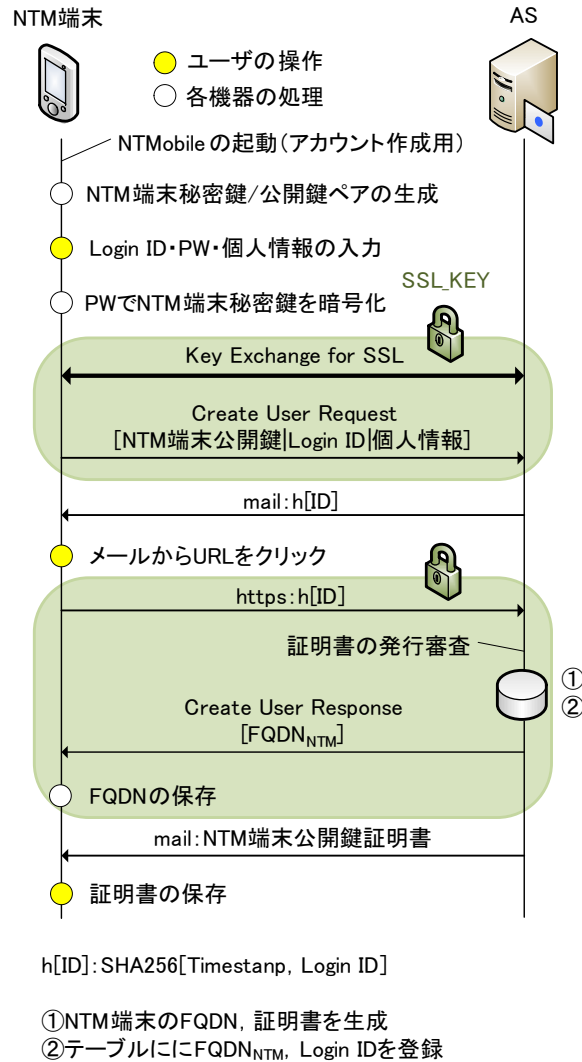 NTM端末
AS
ユーザの操作
各機器の処理
NTMobileの起動(アカウント作成用)
NTM端末秘密鍵/公開鍵ペアの生成
Login ID・PW・個人情報の入力
SSL_KEY
PWでNTM端末秘密鍵を暗号化
Key Exchange for SSL
Create User Request
[NTM端末公開鍵|Login ID|個人情報]
mail:h[ID]
メールからURLをクリック
https:h[ID]
証明書の発行審査
①
②
Create User Response
[FQDNNTM]
FQDNの保存
mail:NTM端末公開鍵証明書
証明書の保存
h[ID]:SHA256[Timestanp, Login ID]
①NTM端末のFQDN, 証明書を生成
②テーブルににFQDNNTM, Login IDを登録